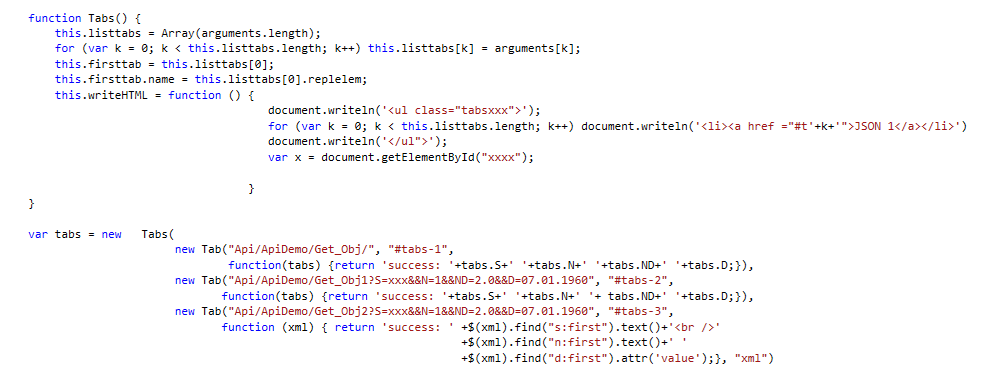 function Tabs() {
    this.listtabs = Array(arguments.length);
    for (var k = 0; k < this.listtabs.length; k++) this.listtabs[k] = arguments[k];
    this.firsttab = this.listtabs[0];
    this.firsttab.name = this.listtabs[0].replelem;
    this.writeHTML = function () {
                                    document.writeln('<ul class="tabsxxx">');
                                    for (var k = 0; k < this.listtabs.length; k++) document.writeln('<li><a href ="#t'+k+'">JSON 1</a></li>')
                                    document.writeln('</ul">');
                                    var x = document.getElementById("xxxx");
                                 }
}
var tabs = new   Tabs(
                      new Tab("Api/ApiDemo/Get_Obj/", "#tabs-1",
                              function(tabs) {return 'success: '+tabs.S+' '+tabs.N+' '+tabs.ND+' '+tabs.D;}),
                      new Tab("Api/ApiDemo/Get_Obj1?S=xxx&&N=1&&ND=2.0&&D=07.01.1960", "#tabs-2",
                             function(tabs) {return 'success: '+tabs.S+' '+tabs.N+' '+ tabs.ND+' '+tabs.D;}),
                      new Tab("Api/ApiDemo/Get_Obj2?S=xxx&&N=1&&ND=2.0&&D=07.01.1960", "#tabs-3",
                             function (xml) { return 'success: ' +$(xml).find("s:first").text()+'<br />'
                                                                 +$(xml).find("n:first").text()+' '
                                                                 +$(xml).find("d:first").attr('value');}, "xml")